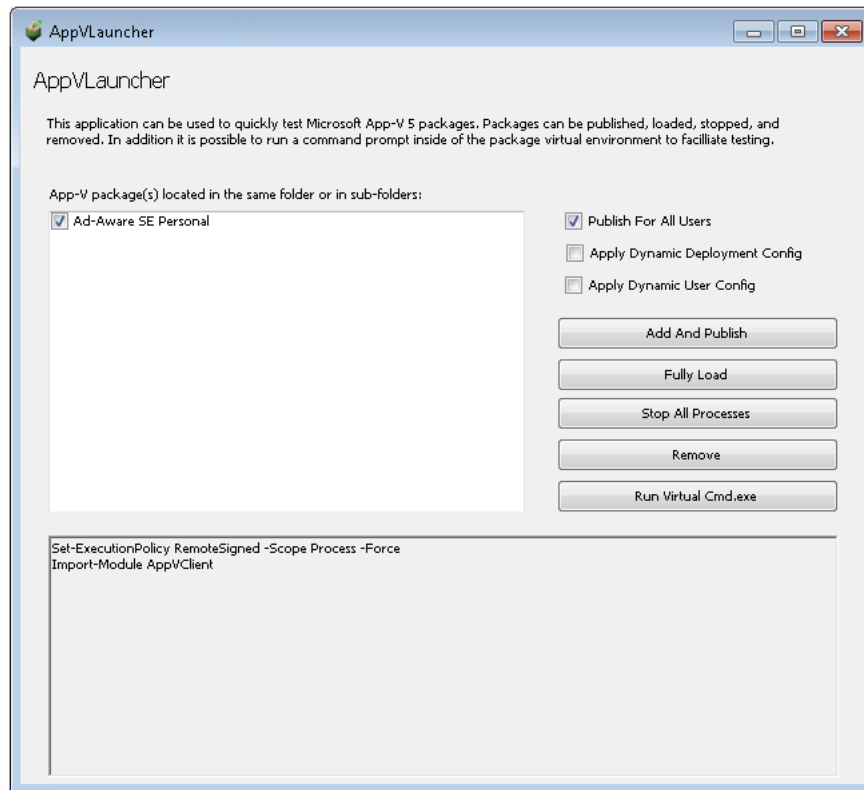 AppVLauncher
AppVLauncher
This application can be used to quickly test Microsoft App-V 5 packages. Packages can be published, loaded, stopped, and
removed. In addition it is possible to run a command prompt inside of the package virtual environment to facilliate testing.
App-V package(s) located in the same folder or in sub-folders:
Ad-Aware SE Personal
Publish For All Users
Apply Dynamic Deployment Config
Apply Dynamic User Config
Add And Publish
Fully Load
Stop All Processes
Remove
Run Virtual Cmd.exe
Set-ExecutionPolicy RemoteSigned -Scope Process -Force
Import-Module AppVClient